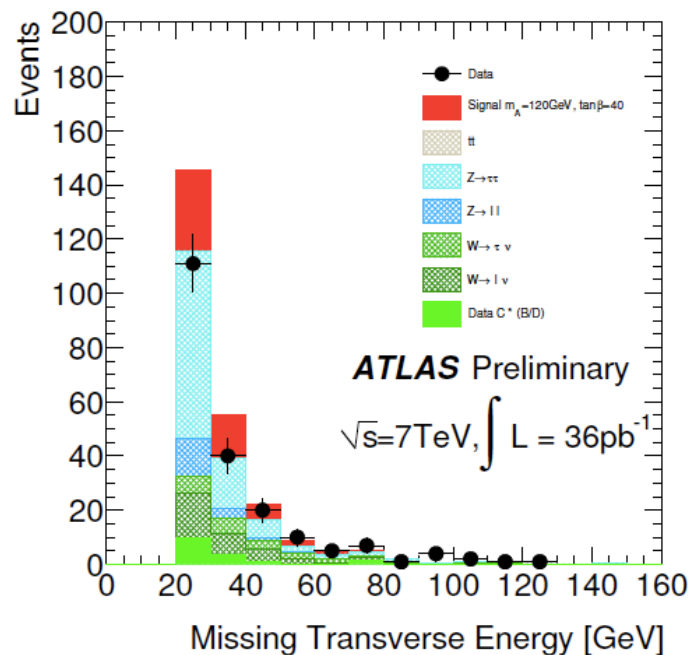 Events
200
180
160
140
120
100
80
60
40
20
0
Data
Signal m_A=120GeV, tanβ=40
tt
Z→ττ
Z→l l
W→τ ν
W→l ν
Data C * (B/D)
ATLAS Preliminary
√s=7TeV, ∫ L = 36pb⁻¹
0 20 40 60 80 100 120 140 160
Missing Transverse Energy [GeV]